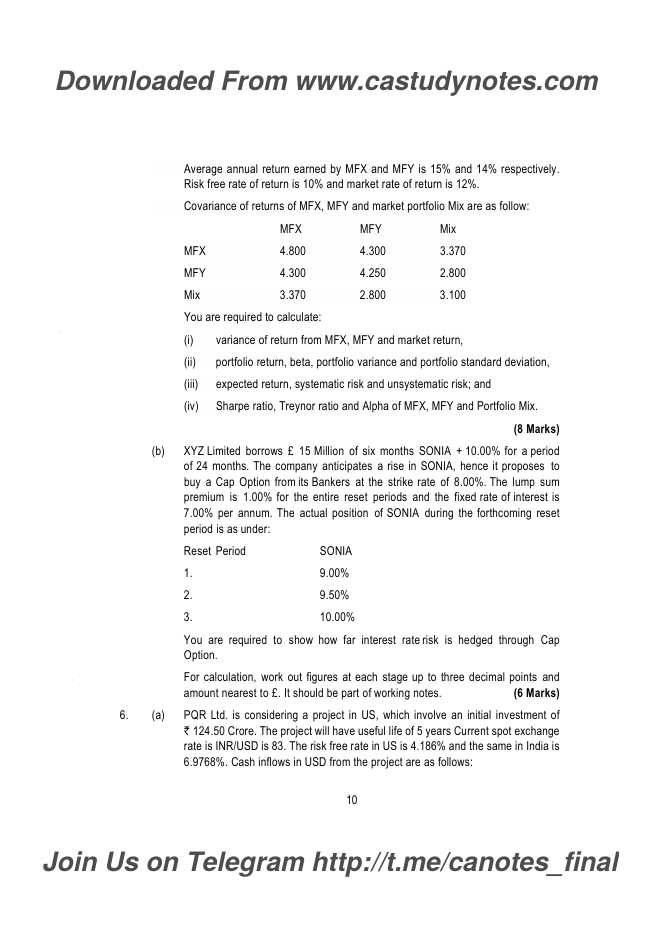 Downloaded From www.castudynotes.com
Average annual return earned by MFX and MFY is 15% and 14% respectively.
Risk free rate of return is 10% and market rate of return is 12%.
Covariance of returns of MFX, MFY and market portfolio Mix are as follow:
MFX MFY Mix
MFX 4.800 4.300 3.370
MFY 4.300 4.250 2.800
Mix 3.370 2.800 3.100
You are required to calculate:
(i) variance of return from MFX, MFY and market return,
(ii) portfolio return, beta, portfolio variance and portfolio standard deviation,
(iii) expected return, systematic risk and unsystematic risk; and
(iv) Sharpe ratio, Treynor ratio and Alpha of MFX, MFY and Portfolio Mix.
(8 Marks)
(b) XYZ Limited borrows £ 15 Million of six months SONIA + 10.00% for a period
of 24 months. The company anticipates a rise in SONIA, hence it proposes to
buy a Cap Option from its Bankers at the strike rate of 8.00%. The lump sum
premium is 1.00% for the entire reset periods and the fixed rate of interest is
7.00% per annum. The actual position of SONIA during the forthcoming reset
period is as under:
Reset Period SONIA
1. 9.00%
2. 9.50%
3. 10.00%
You are required to show how far interest rate risk is hedged through Cap
Option.
For calculation, work out figures at each stage up to three decimal points and
amount nearest to £. It should be part of working notes. (6 Marks)
6. (a) PQR Ltd. is considering a project in US, which involve an initial investment of
₹ 124.50 Crore. The project will have useful life of 5 years Current spot exchange
rate is INR/USD is 83. The risk free rate in US is 4.186% and the same in India is
6.9768%. Cash inflows in USD from the project are as follows:
10
Join Us on Telegram http://t.me/canotes_final